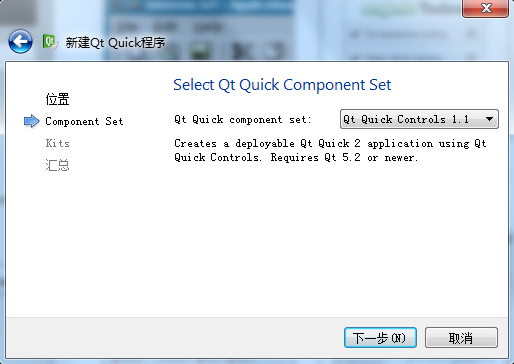 新建Qt Quick程序
Select Qt Quick Component Set
位置
Component Set
Kits
汇总
Qt Quick component set:
Qt Quick Controls 1.1
Creates a deployable Qt Quick 2 application using Qt
Quick Controls. Requires Qt 5.2 or newer.
下一步(N)
取消